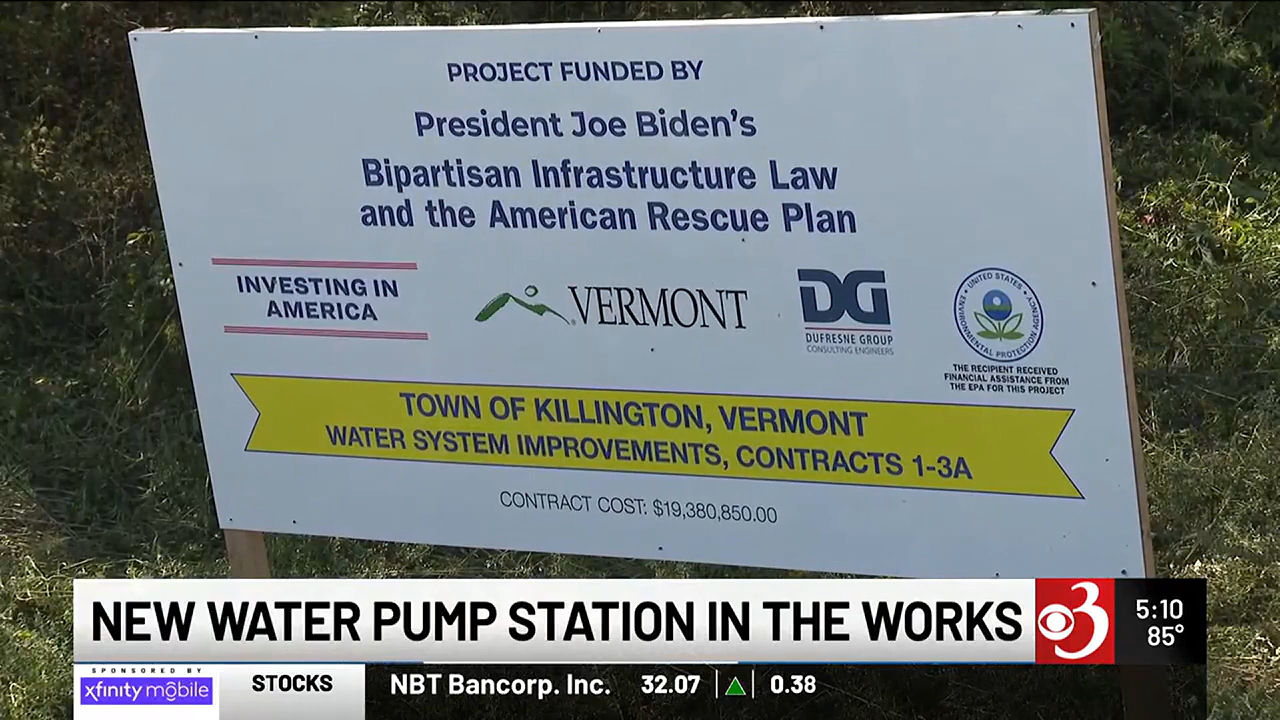 PROJECT FUNDED BY
President Joe Biden's
Bipartisan Infrastructure Law
and the American Rescue Plan
INVESTING IN
AMERICA
VERMONT
DG
DUFRESNE GROUP
CONSULTING ENGINEERS
UNITED STATES
ENVIRONMENTAL PROTECTION AGENCY
THE RECIPIENT RECEIVED
FINANCIAL ASSISTANCE FROM
THE EPA FOR THIS PROJECT
TOWN OF KILLINGTON, VERMONT
WATER SYSTEM IMPROVEMENTS, CONTRACTS 1-3A
CONTRACT COST: $19,380,850.00
NEW WATER PUMP STATION IN THE WORKS
3
5:10
85°
SPONSORED BY
xfinity mobile
STOCKS
NBT Bancorp. Inc. 32.07 0.38